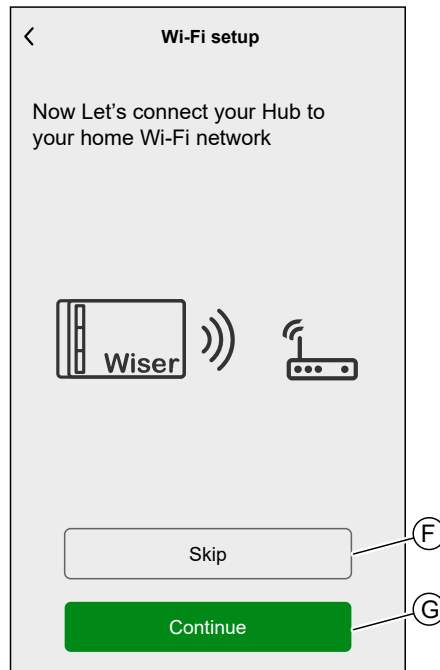 Wi-Fi setup
Now Let's connect your Hub to
your home Wi-Fi network
Wiser
Skip
F
Continue
G